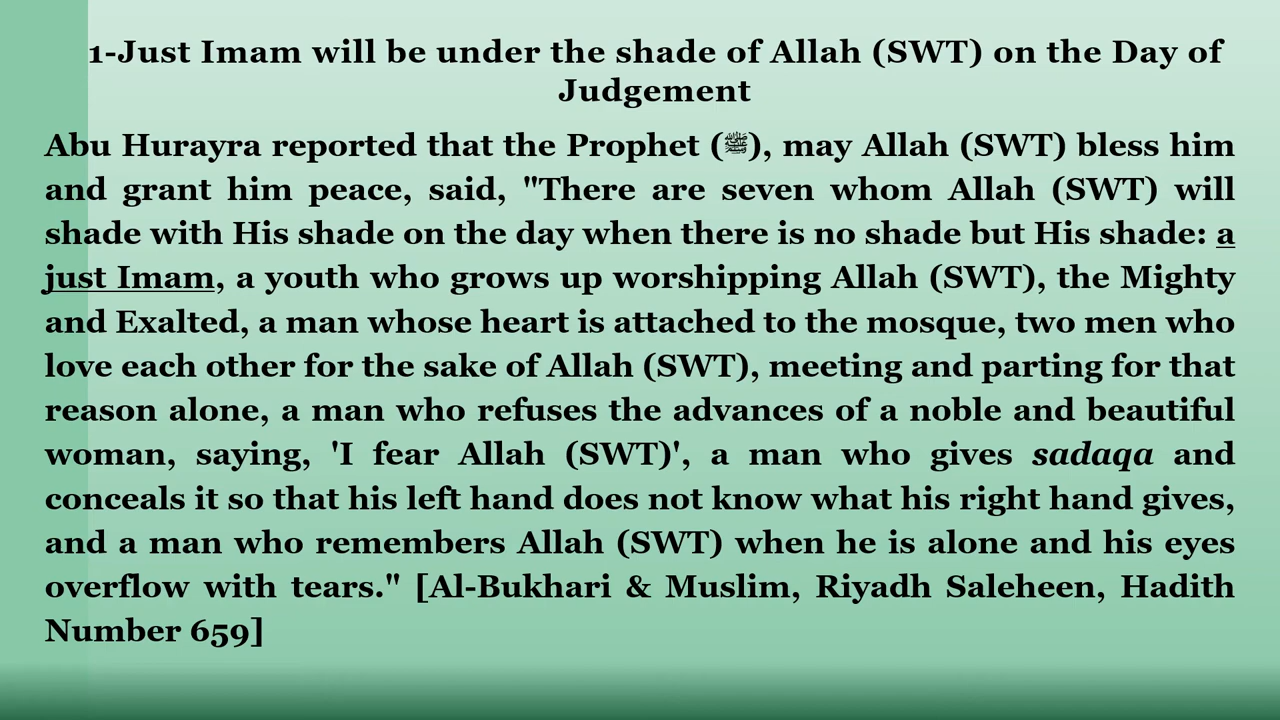 1-Just Imam will be under the shade of Allah (SWT) on the Day of
Judgement
Abu Hurayra reported that the Prophet (ﷺ), may Allah (SWT) bless him
and grant him peace, said, "There are seven whom Allah (SWT) will
shade with His shade on the day when there is no shade but His shade: a
just Imam, a youth who grows up worshipping Allah (SWT), the Mighty
and Exalted, a man whose heart is attached to the mosque, two men who
love each other for the sake of Allah (SWT), meeting and parting for that
reason alone, a man who refuses the advances of a noble and beautiful
woman, saying, 'I fear Allah (SWT)', a man who gives sadaqa and
conceals it so that his left hand does not know what his right hand gives,
and a man who remembers Allah (SWT) when he is alone and his eyes
overflow with tears." [Al-Bukhari & Muslim, Riyadh Saleheen, Hadith
Number 659]